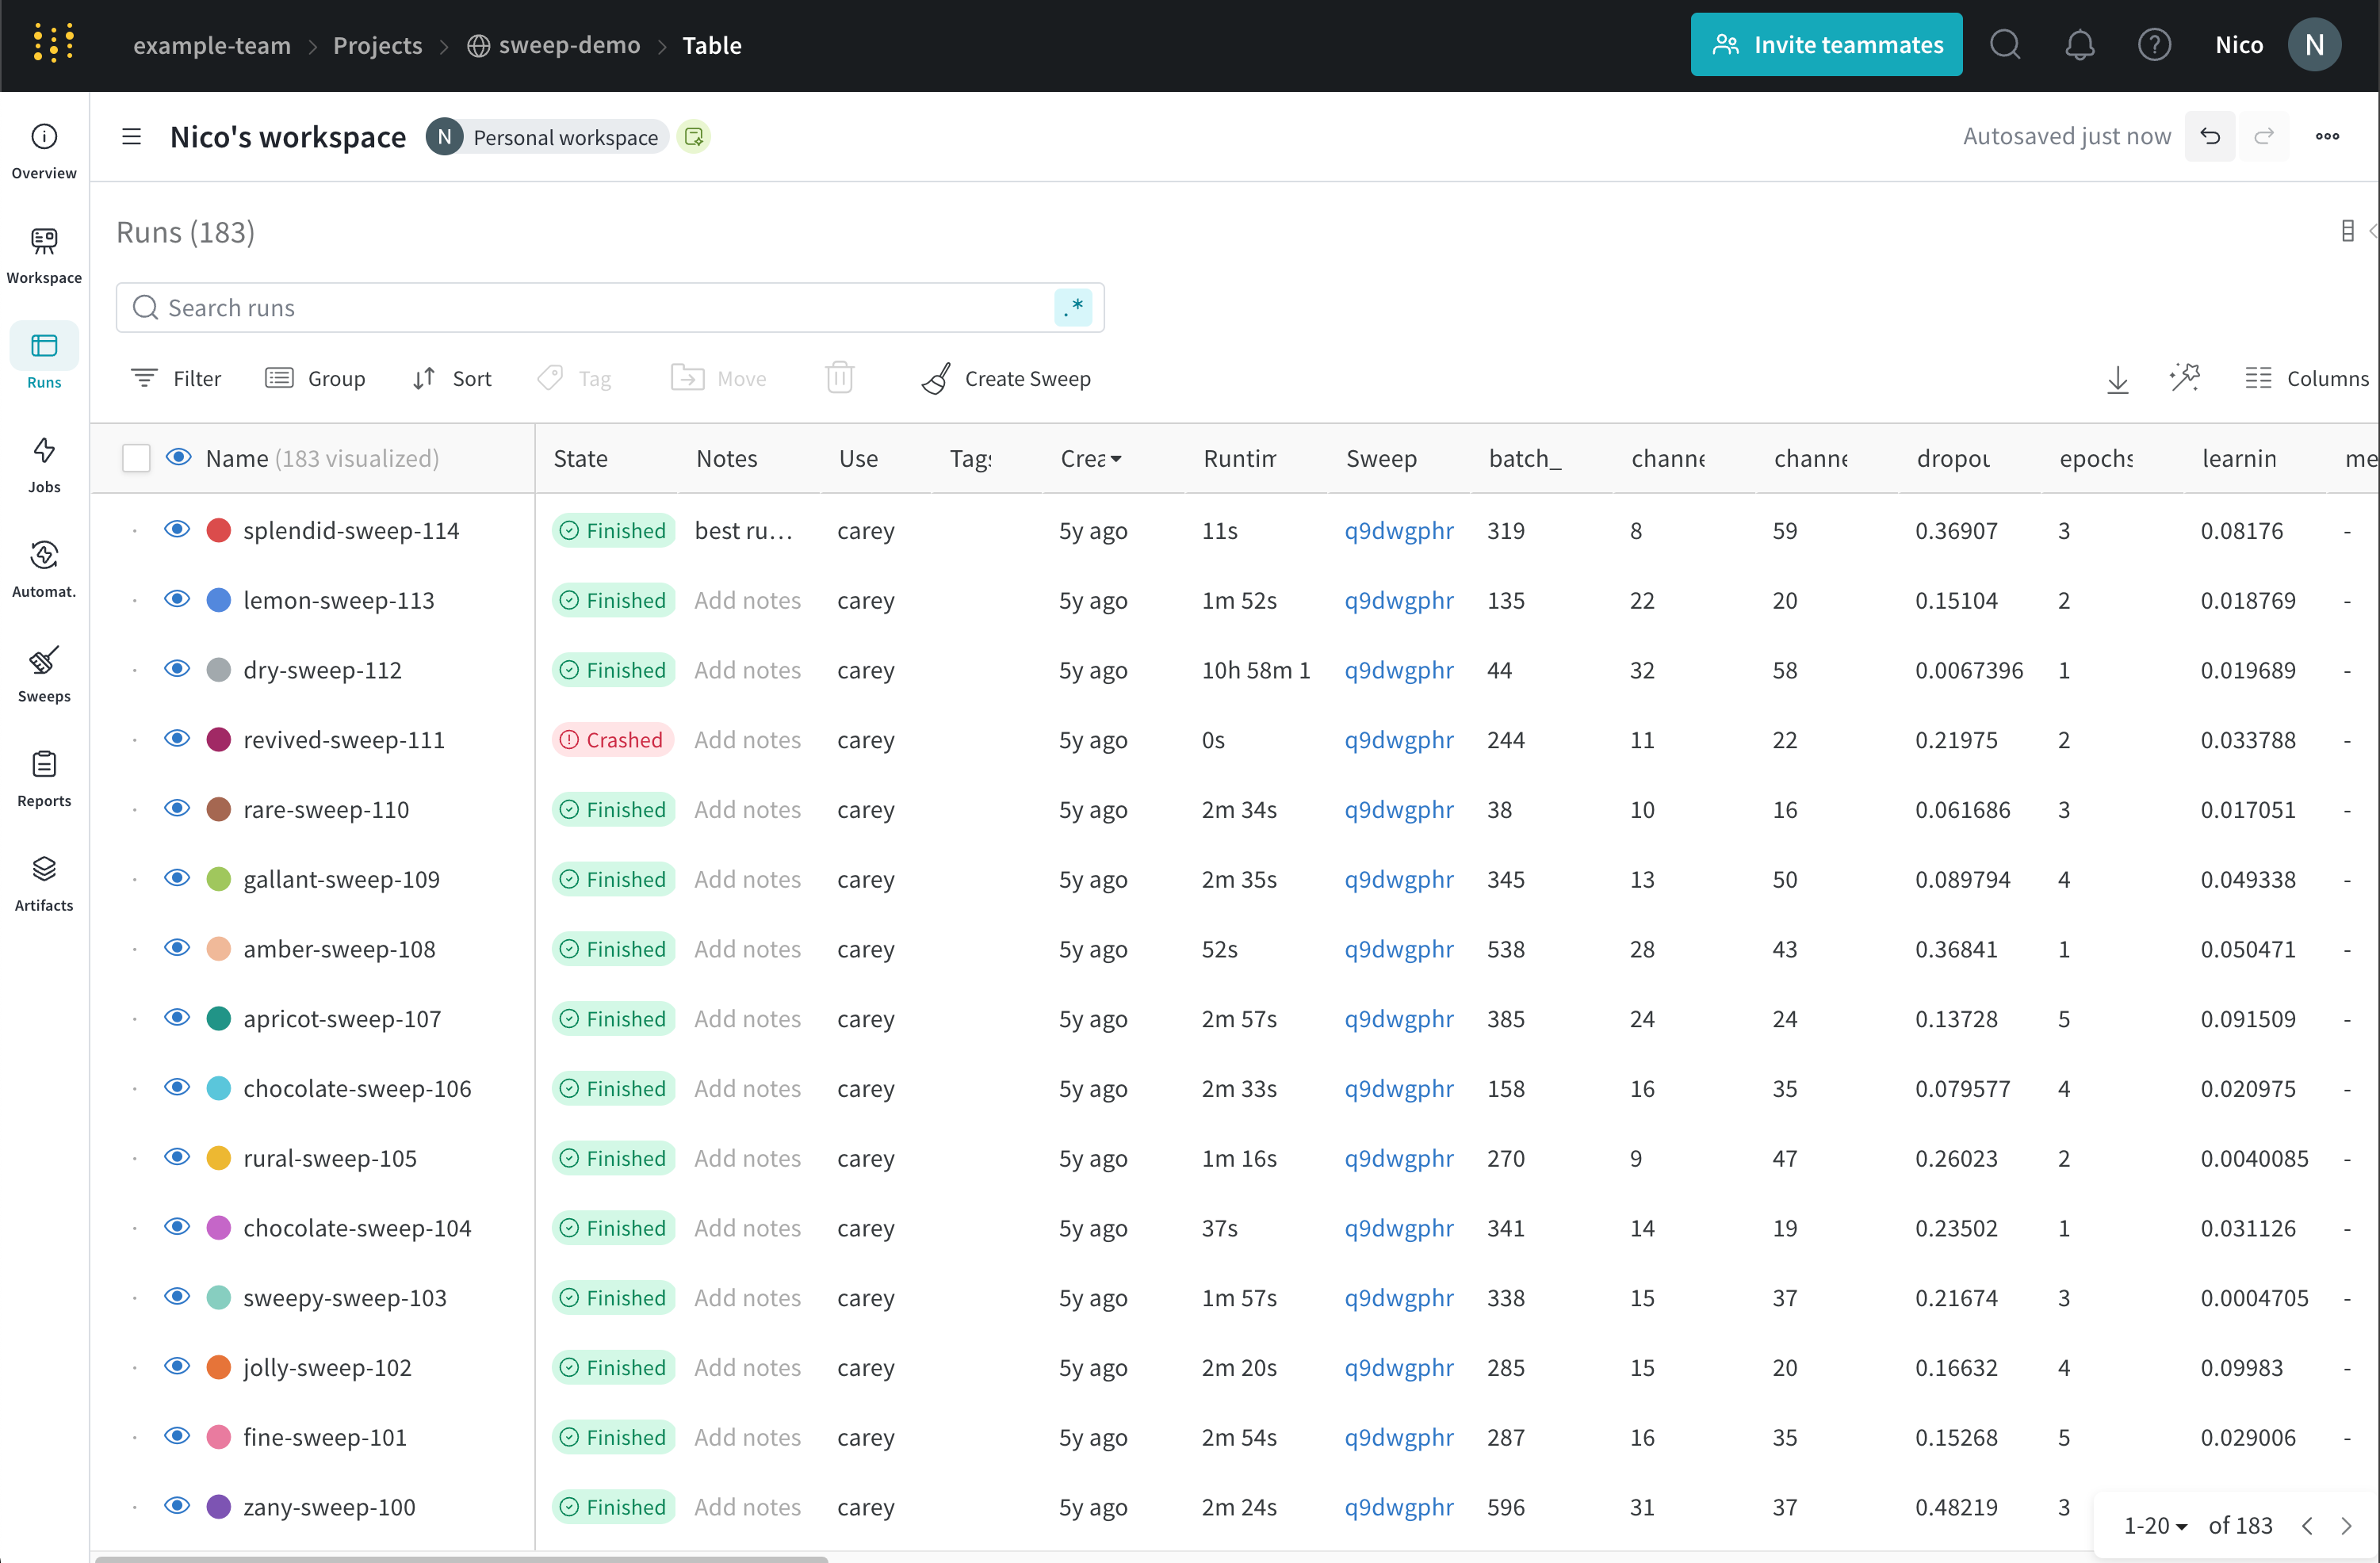 example-team > Projects > sweep-demo > Table
Invite teammates
Nico
N
Nico's workspace
N
Personal workspace
Autosaved just now
Overview
Workspace
Runs
Jobs
Automat.
Sweeps
Reports
Artifacts
Runs (183)
Search runs
.*
Filter Group Sort Tag Move Create Sweep Columns
Name (183 visualized) State Notes Use Tags Crea Runtim Sweep batch_ channe channe dropou epochs learnin me
splendid-sweep-114 Finished best ru... carey 5y ago 11s q9dwgphr 319 8 59 0.36907 3 0.08176 -
lemon-sweep-113 Finished Add notes carey 5y ago 1m 52s q9dwgphr 135 22 20 0.15104 2 0.018769 -
dry-sweep-112 Finished Add notes carey 5y ago 10h 58m 1 q9dwgphr 44 32 58 0.0067396 1 0.019689 -
revived-sweep-111 Crashed Add notes carey 5y ago 0s q9dwgphr 244 11 22 0.21975 2 0.033788 -
rare-sweep-110 Finished Add notes carey 5y ago 2m 34s q9dwgphr 38 10 16 0.061686 3 0.017051 -
gallant-sweep-109 Finished Add notes carey 5y ago 2m 35s q9dwgphr 345 13 50 0.089794 4 0.049338 -
amber-sweep-108 Finished Add notes carey 5y ago 52s q9dwgphr 538 28 43 0.36841 1 0.050471 -
apricot-sweep-107 Finished Add notes carey 5y ago 2m 57s q9dwgphr 385 24 24 0.13728 5 0.091509 -
chocolate-sweep-106 Finished Add notes carey 5y ago 2m 33s q9dwgphr 158 16 35 0.079577 4 0.020975 -
rural-sweep-105 Finished Add notes carey 5y ago 1m 16s q9dwgphr 270 9 47 0.26023 2 0.0040085 -
chocolate-sweep-104 Finished Add notes carey 5y ago 37s q9dwgphr 341 14 19 0.23502 1 0.031126 -
sweepy-sweep-103 Finished Add notes carey 5y ago 1m 57s q9dwgphr 338 15 37 0.21674 3 0.0004705 -
jolly-sweep-102 Finished Add notes carey 5y ago 2m 20s q9dwgphr 285 15 20 0.16632 4 0.09983 -
fine-sweep-101 Finished Add notes carey 5y ago 2m 54s q9dwgphr 287 16 35 0.15268 5 0.029006 -
zany-sweep-100 Finished Add notes carey 5y ago 2m 24s q9dwgphr 596 31 37 0.48219 3
1-20 of 183